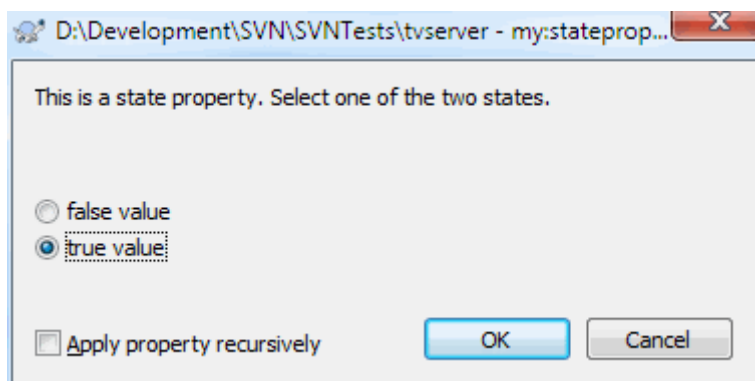 D:\Development\SVN\SVNTests\tvserver - my:stateprop...
This is a state property. Select one of the two states.
false value
true value
Apply property recursively
OK
Cancel